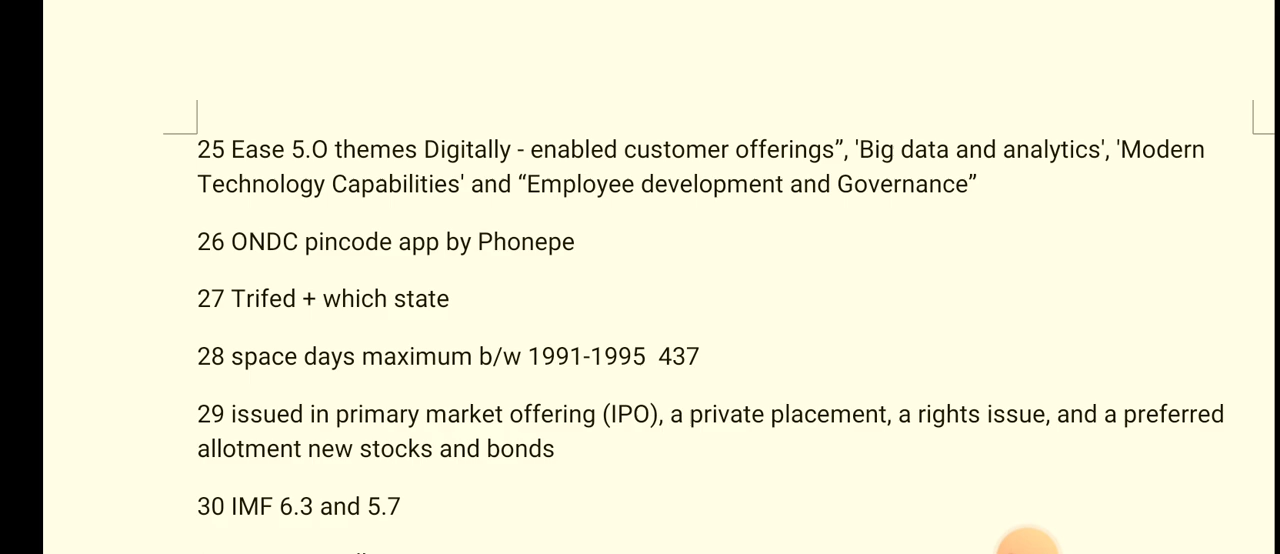 25 Ease 5.O themes Digitally - enabled customer offerings”, 'Big data and analytics', 'Modern
Technology Capabilities' and “Employee development and Governance”
26 ONDC pincode app by Phonepe
27 Trifed + which state
28 space days maximum b/w 1991-1995  437
29 issued in primary market offering (IPO), a private placement, a rights issue, and a preferred
allotment new stocks and bonds
30 IMF 6.3 and 5.7